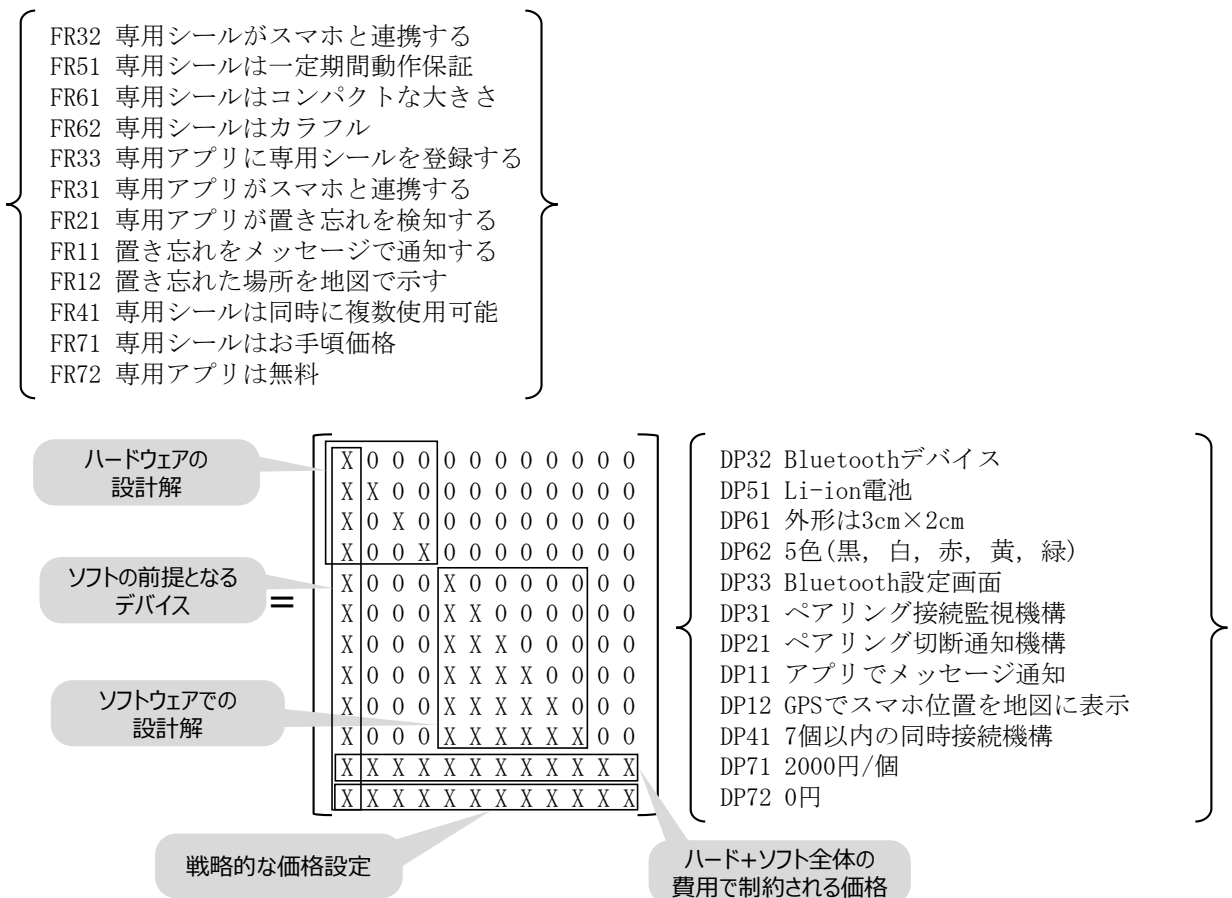 FR32 専用シールがスマホと連携する
FR51 専用シールは一定期間動作保証
FR61 専用シールはコンパクトな大きさ
FR62 専用シールはカラフル
FR33 専用アプリに専用シールを登録する
FR31 専用アプリがスマホと連携する
FR21 専用アプリが置き忘れを検知する
FR11 置き忘れをメッセージで通知する
FR12 置き忘れた場所を地図で示す
FR41 専用シールは同時に複数使用可能
FR71 専用シールはお手頃価格
FR72 専用アプリは無料
ハードウェアの
設計解
ソフトの前提となる
デバイス
ソフトウェアでの
設計解
=
X 0 0 0 0 0 0 0 0 0 0 0
X X 0 0 0 0 0 0 0 0 0 0
X 0 X 0 0 0 0 0 0 0 0 0
X 0 0 X 0 0 0 0 0 0 0 0
X 0 0 0 X 0 0 0 0 0 0 0
X 0 0 0 X X 0 0 0 0 0 0
X 0 0 0 X X X 0 0 0 0 0
X 0 0 0 X X X X 0 0 0 0
X 0 0 0 X X X X X 0 0 0
X 0 0 0 X X X X X X 0 0
X X X X X X X X X X X X
X X X X X X X X X X X X
DP32 Bluetoothデバイス
DP51 Li-ion電池
DP61 外形は3cm×2cm
DP62 5色(黒, 白, 赤, 黄, 緑)
DP33 Bluetooth設定画面
DP31 ペアリング接続監視機構
DP21 ペアリング切断通知機構
DP11 アプリでメッセージ通知
DP12 GPSでスマホ位置を地図に表示
DP41 7個以内の同時接続機構
DP71 2000円/個
DP72 0円
戦略的な価格設定
ハード+ソフト全体の
費用で制約される価格